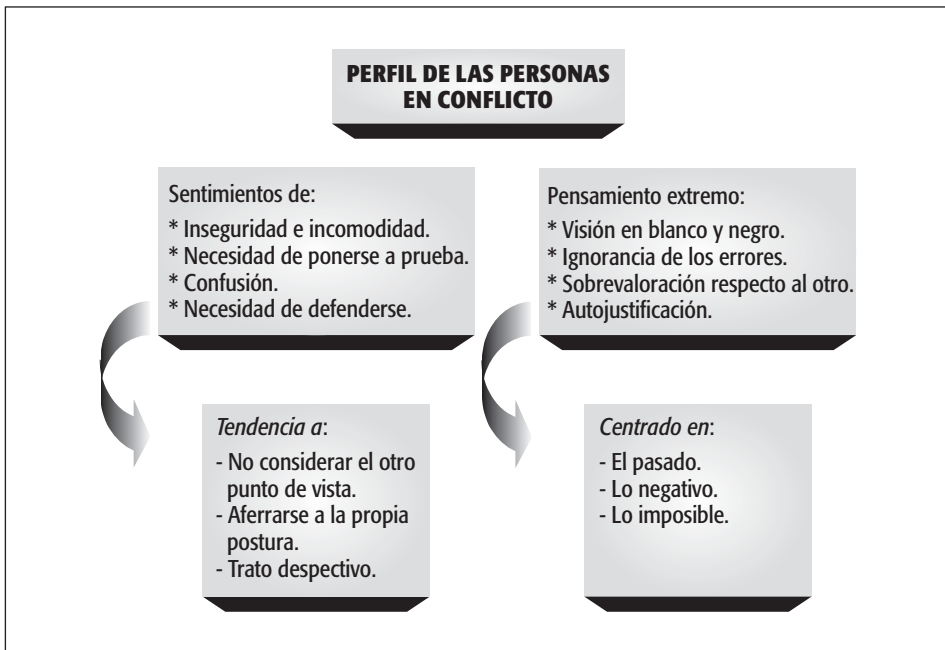 PERFIL DE LAS PERSONAS
EN CONFLICTO
Sentimientos de:
* Inseguridad e incomodidad.
* Necesidad de ponerse a prueba.
* Confusión.
* Necesidad de defenderse.
Pensamiento extremo:
* Visión en blanco y negro.
* Ignorancia de los errores.
* Sobrevaloración respecto al otro.
* Autojustificación.
Tendencia a:
- No considerar el otro
punto de vista.
- Aferrarse a la propia
postura.
- Trato despectivo.
Centrado en:
- El pasado.
- Lo negativo.
- Lo imposible.